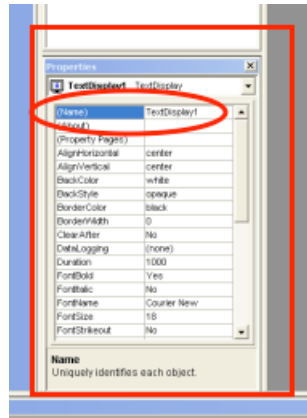 Properties
TextDisplay1 TextDisplay
(Name) TextDisplay1
(About)
(Property Pages)
AlignHorizontal center
AlignVertical center
BackColor white
BackStyle opaque
BorderColor black
BorderWidth 0
ClearAfter No
DataLogging (none)
Duration 1000
FontBold Yes
FontItalic No
FontName Courier New
FontSize 18
FontStrikeout No
Name
Uniquely identifies each object.